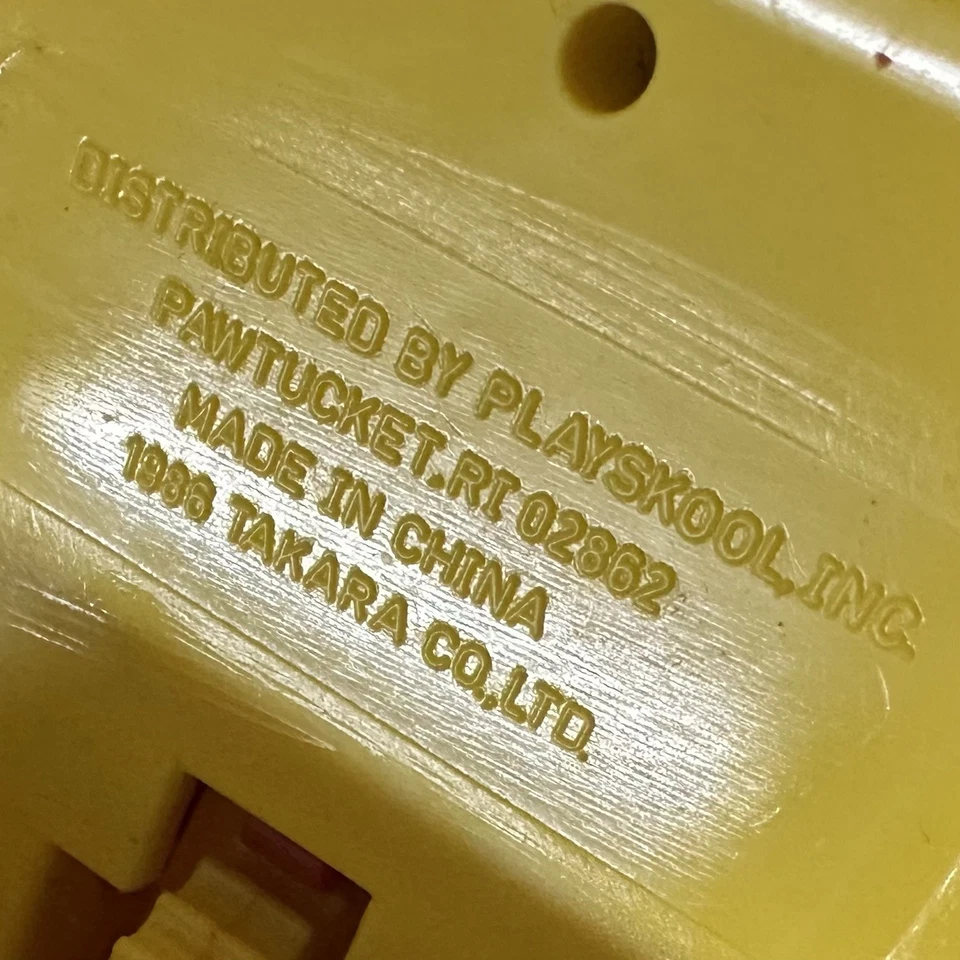 DISTRIBUTED BY PLAYSKOOL, INC.
PAWTUCKET. RI 02862
MADE IN CHINA
1986 TAKARA CO., LTD.